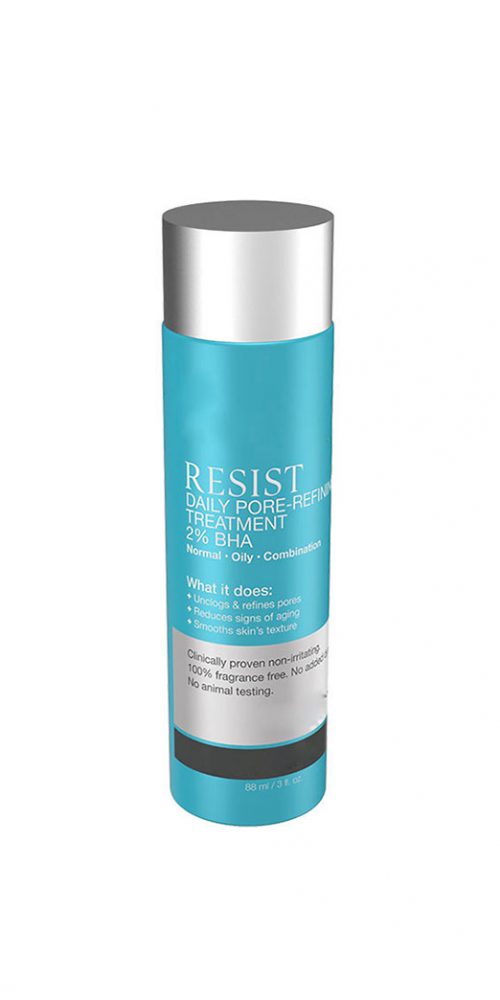 RESIST
DAILY PORE-REFININ
TREATMENT
2% BHA
Normal • Oily • Combination
What it does:
+ Unclogs & refines pores
+ Reduces signs of aging
+ Smooths skin's texture
Clinically proven non-irritating.
100% fragrance free. No added
No animal testing.
88 ml / 3 fl. oz.